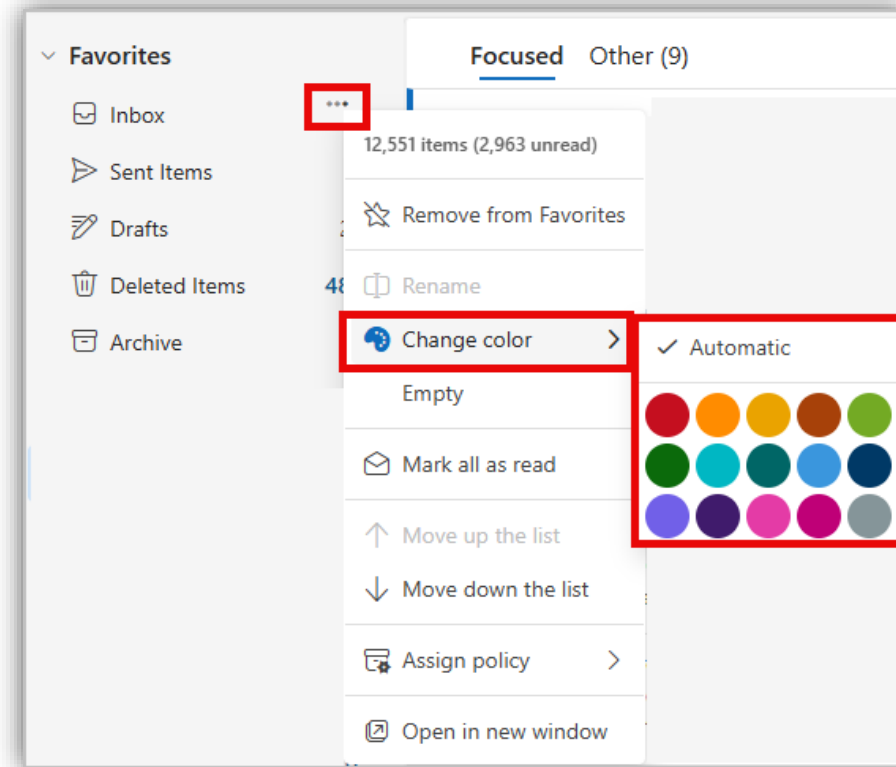 Favorites
Inbox
Sent Items
Drafts
Deleted Items
48
Archive
Focused Other (9)
12,551 items (2,963 unread)
Remove from Favorites
Rename
Change color
Empty
Mark all as read
Move up the list
Move down the list
Assign policy
Open in new window
Automatic